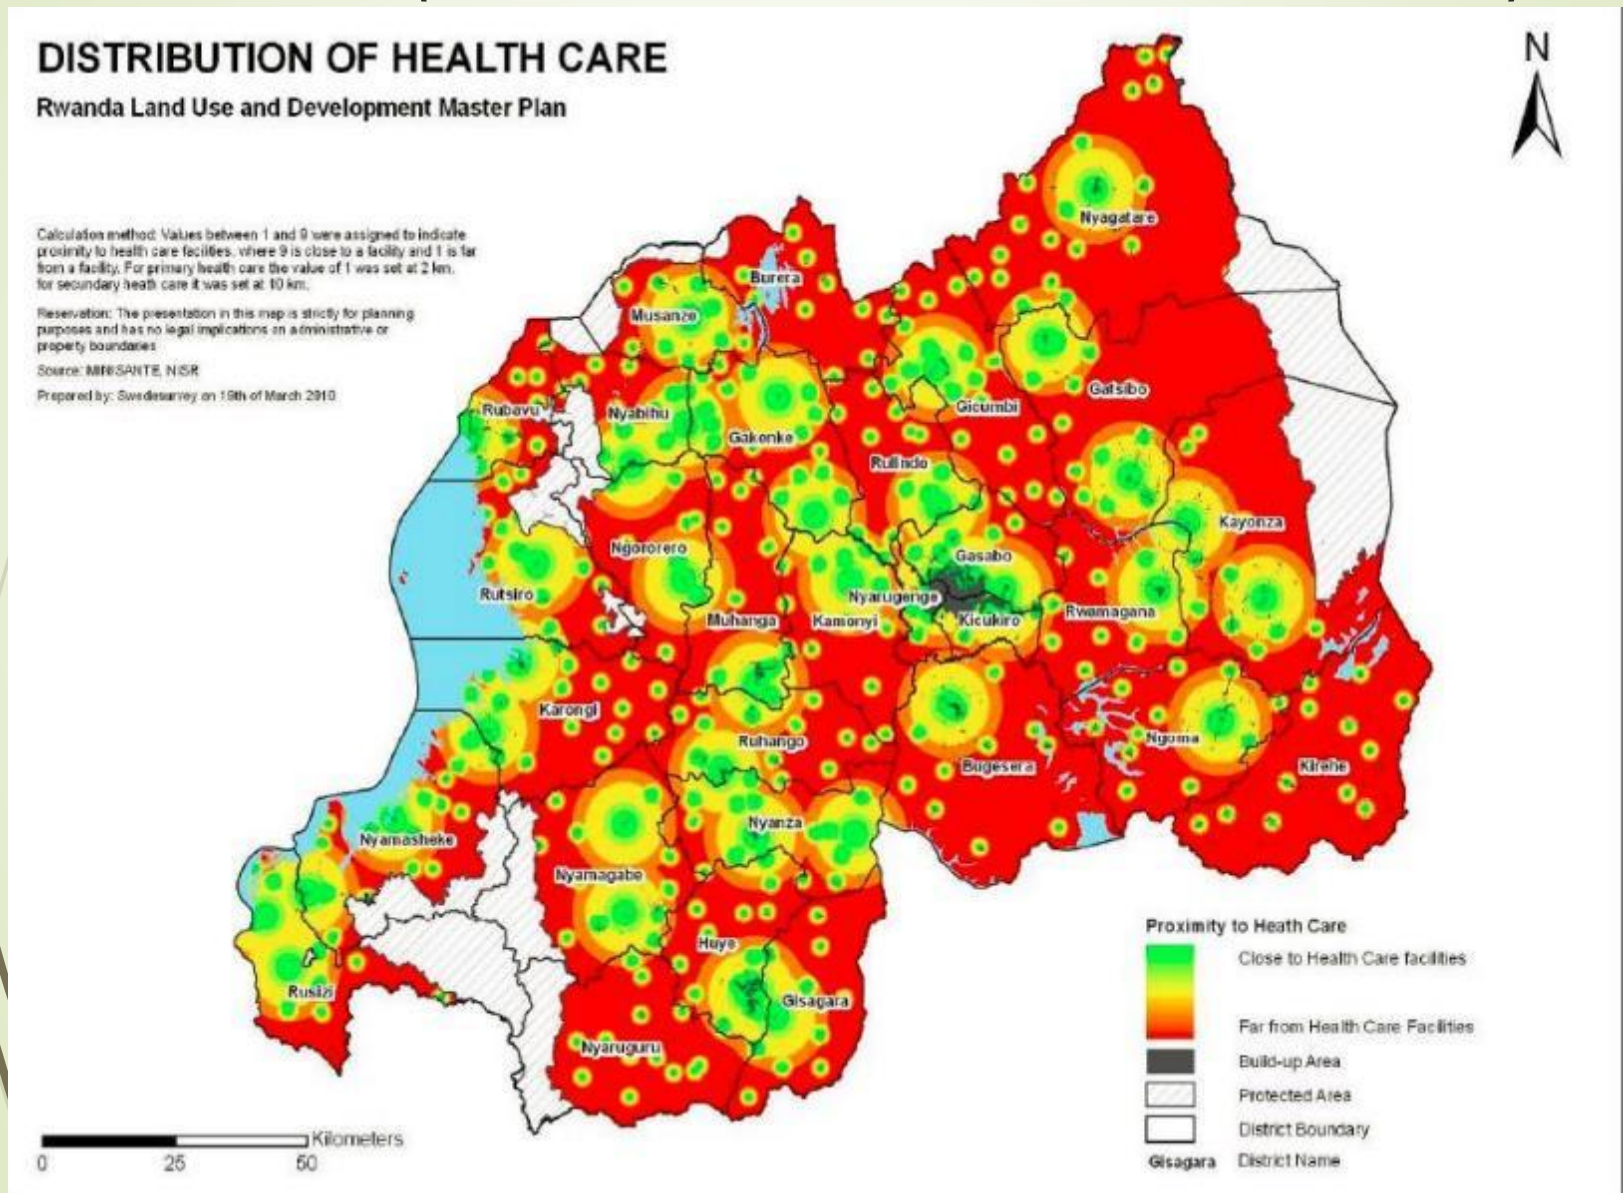 DISTRIBUTION OF HEALTH CARE
Rwanda Land Use and Development Master Plan
N
Calculation method: Values between 1 and 9 were assigned to indicate
proximity to health care facilities, where 9 is close to a facility and 1 is far
from a facility. For primary health care the value of 1 was set at 2 km,
for secundary heath care it was set at 10 km.
Reservation: The presentation in this map is strictly for planning
purposes and has no legal implications on administrative or
property boundaries
Source: MINISANTE, NISR
Prepared by: Swedesurvey on 19th of March 2010
Nyagatare
Burera
Musanze
Gatsibo
Rubavu
Nyabihu
Gicumbi
Gakenke
Rulindo
Kayonza
Ngororero
Gasabo
Rutsiro
Nyarugenge
Rwamagana
Muhanga
Kamonyi
Kicukiro
Karongi
Ruhango
Ngoma
Bugesera
Kirehe
Nyanza
Nyamasheke
Nyamagabe
Huye
Rusizi
Gisagara
Nyaruguru
Proximity to Heath Care
Close to Health Care facilities
Far from Health Care Facilities
Build-up Area
Protected Area
District Boundary
Gisagara District Name
Kilometers
0 25 50